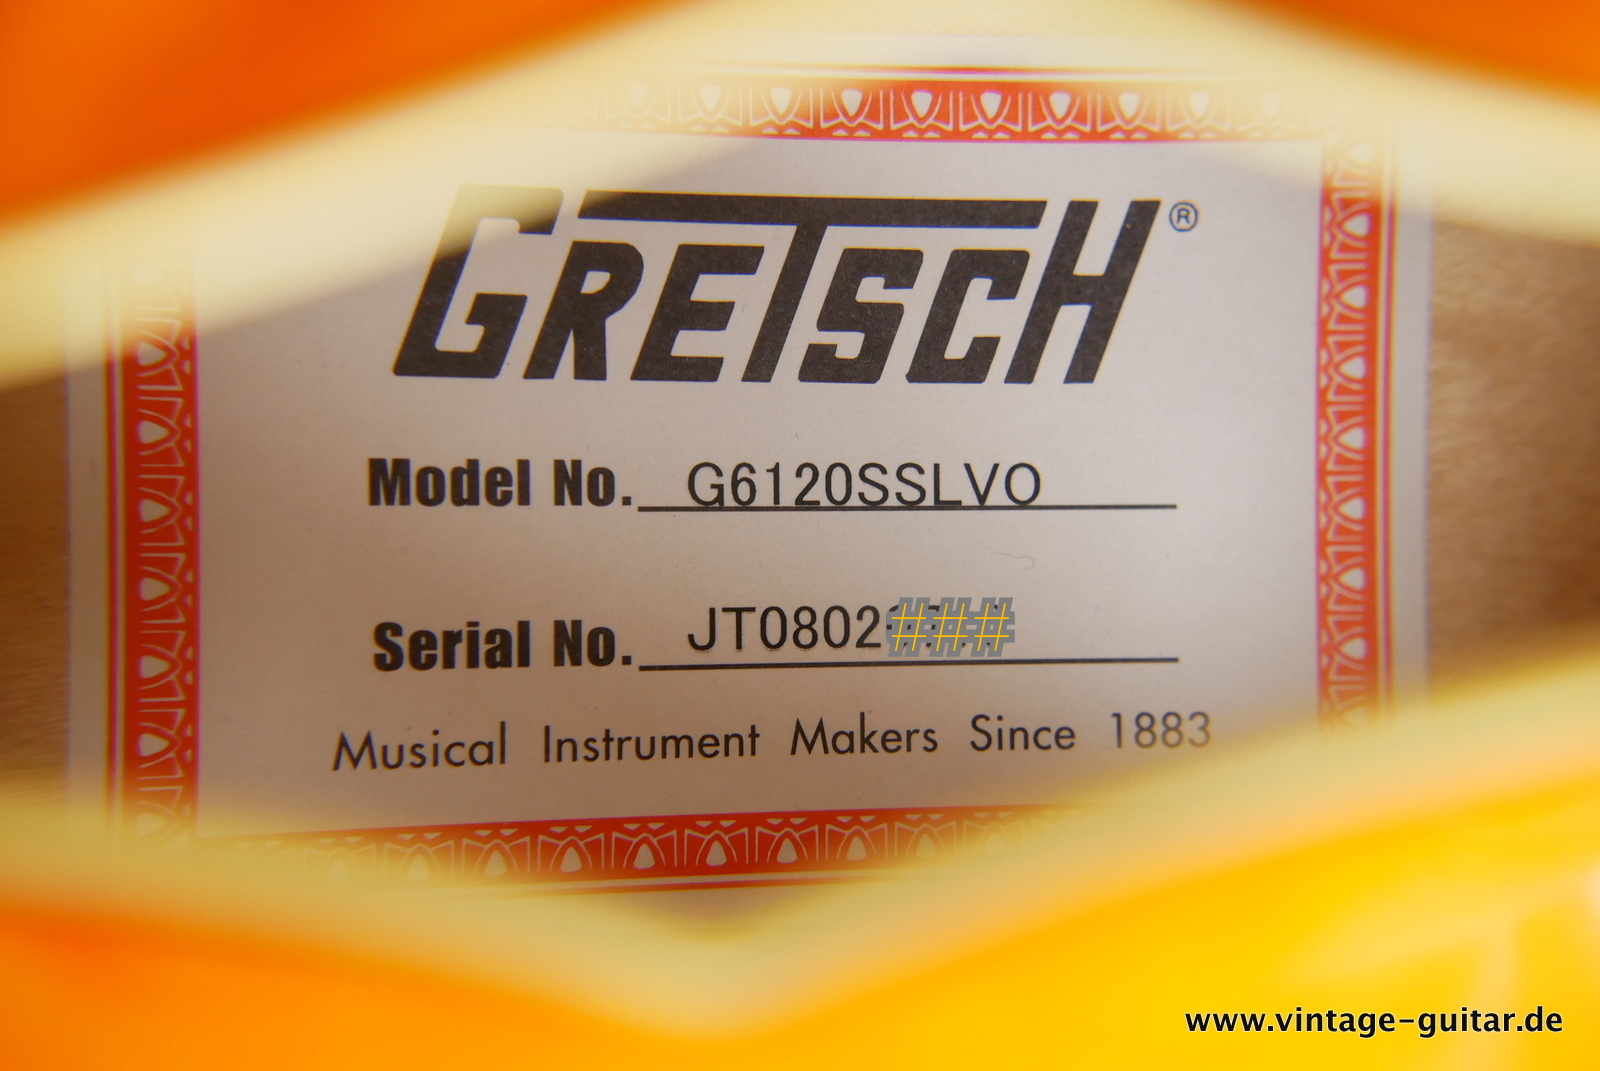 GRETSCH®
Model No. G6120SSLVO
Serial No. JT0802###
Musical Instrument Makers Since 1883
www.vintage-guitar.de